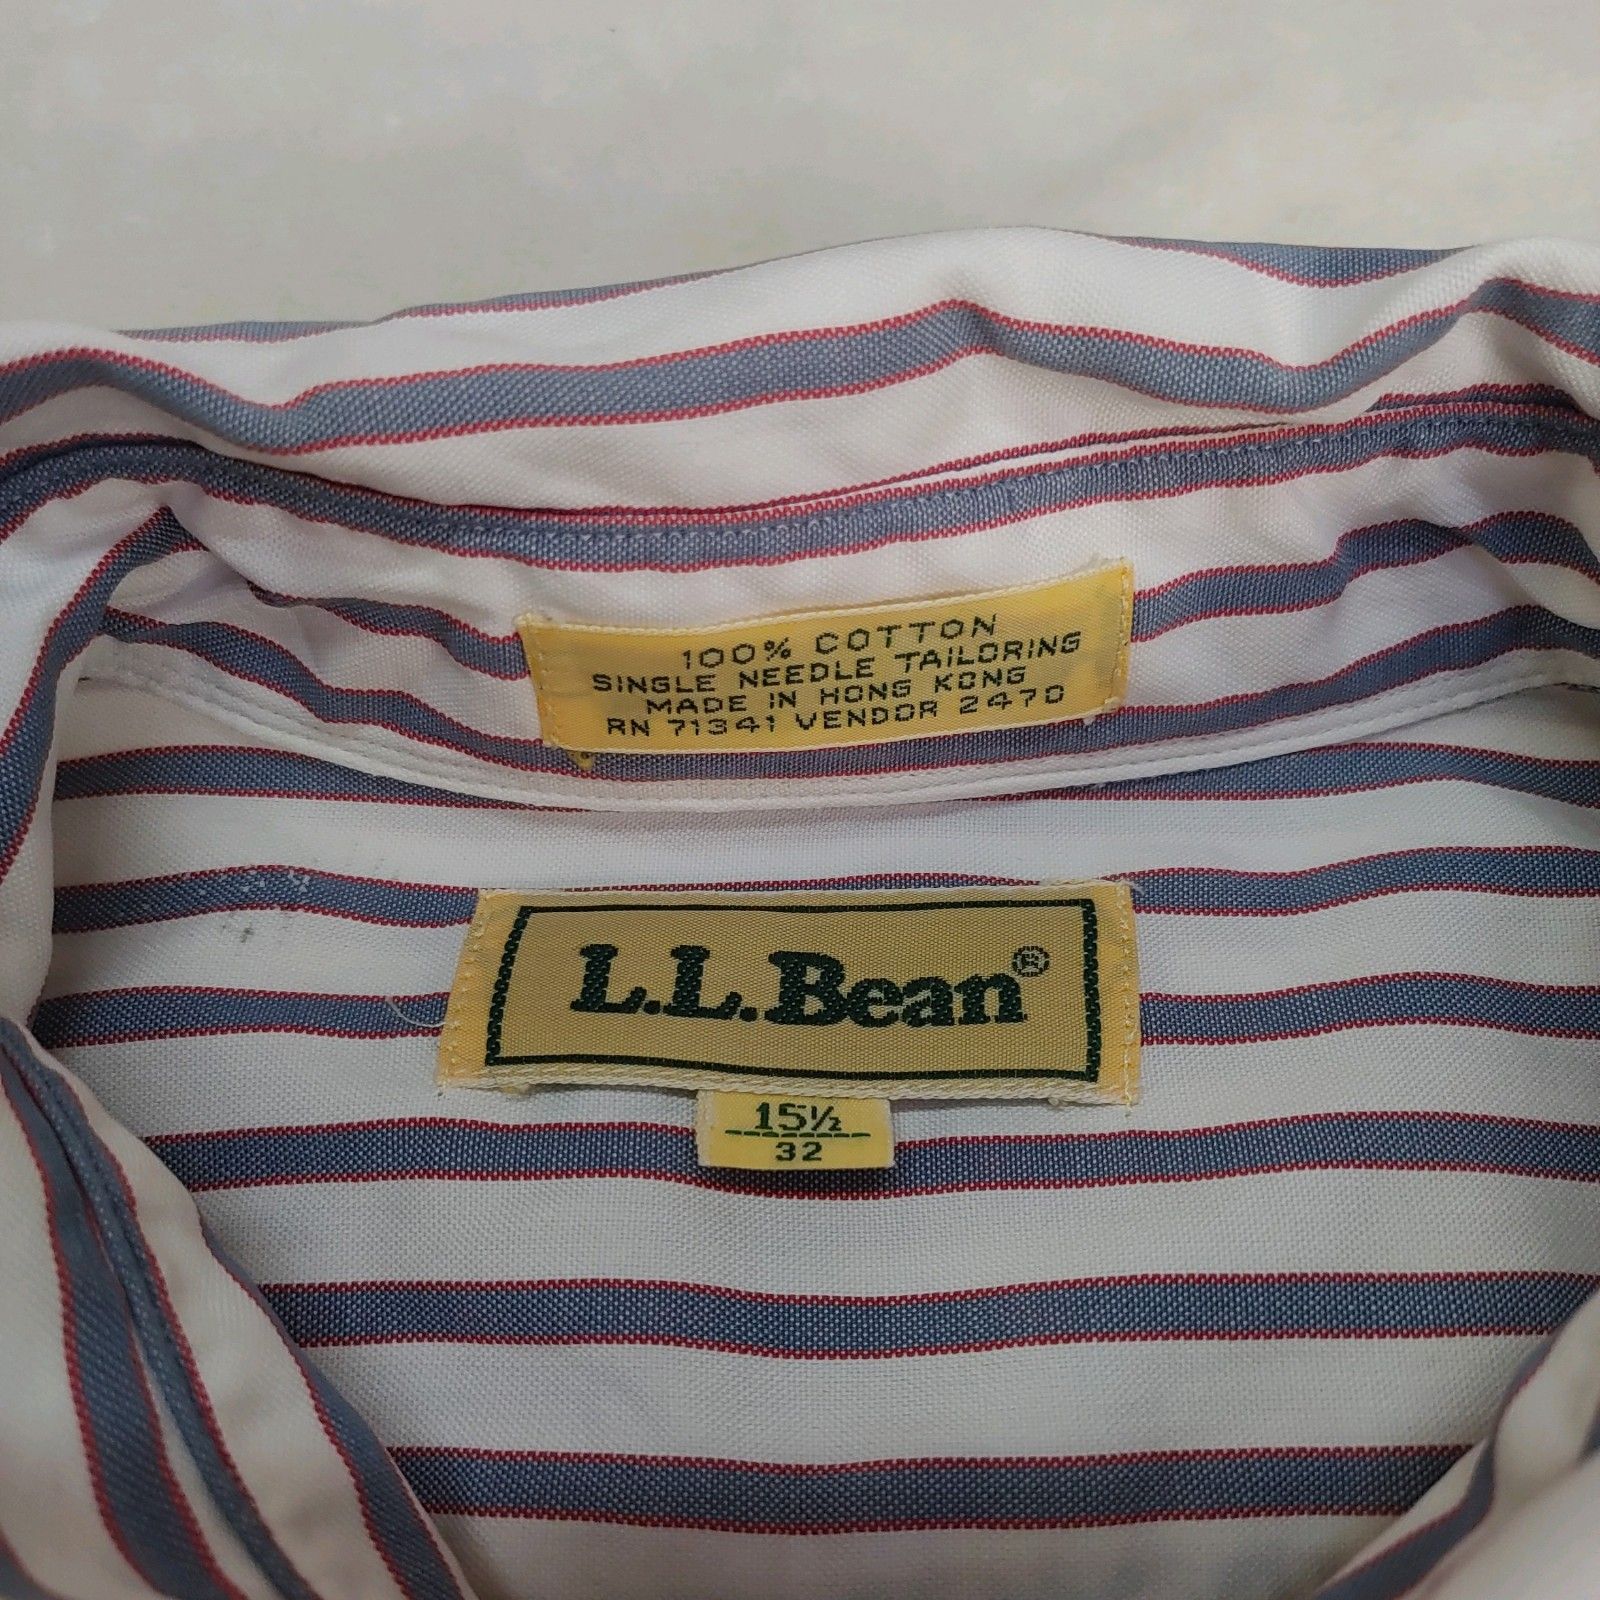 100% COTTON
SINGLE NEEDLE TAILORING
MADE IN HONG KONG
RN 71341 VENDOR 2470
L.L.Bean®
15½
32